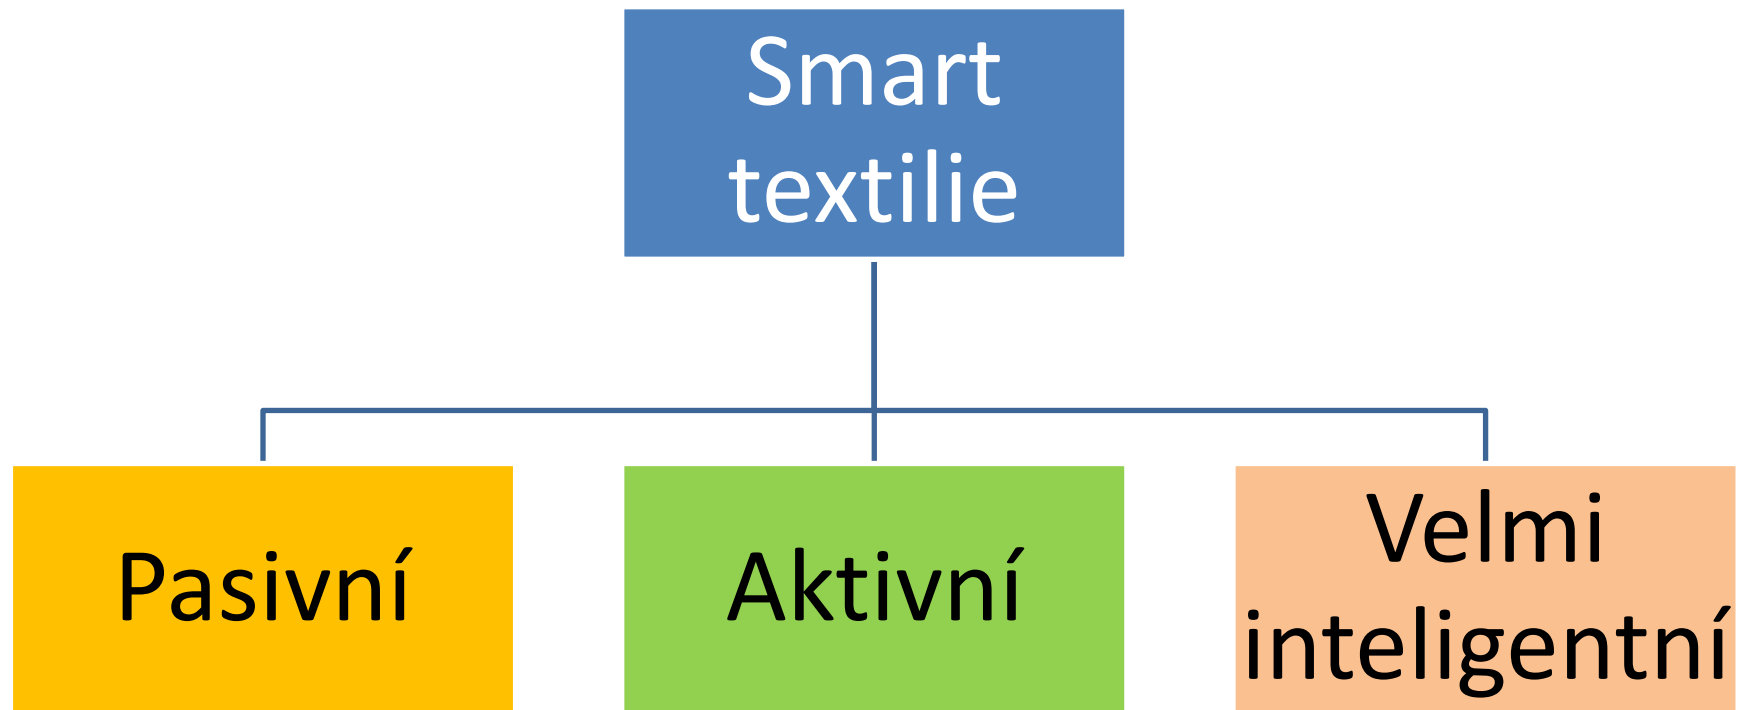 Smart
textilie
Pasivní
Aktivní
Velmi
inteligentní